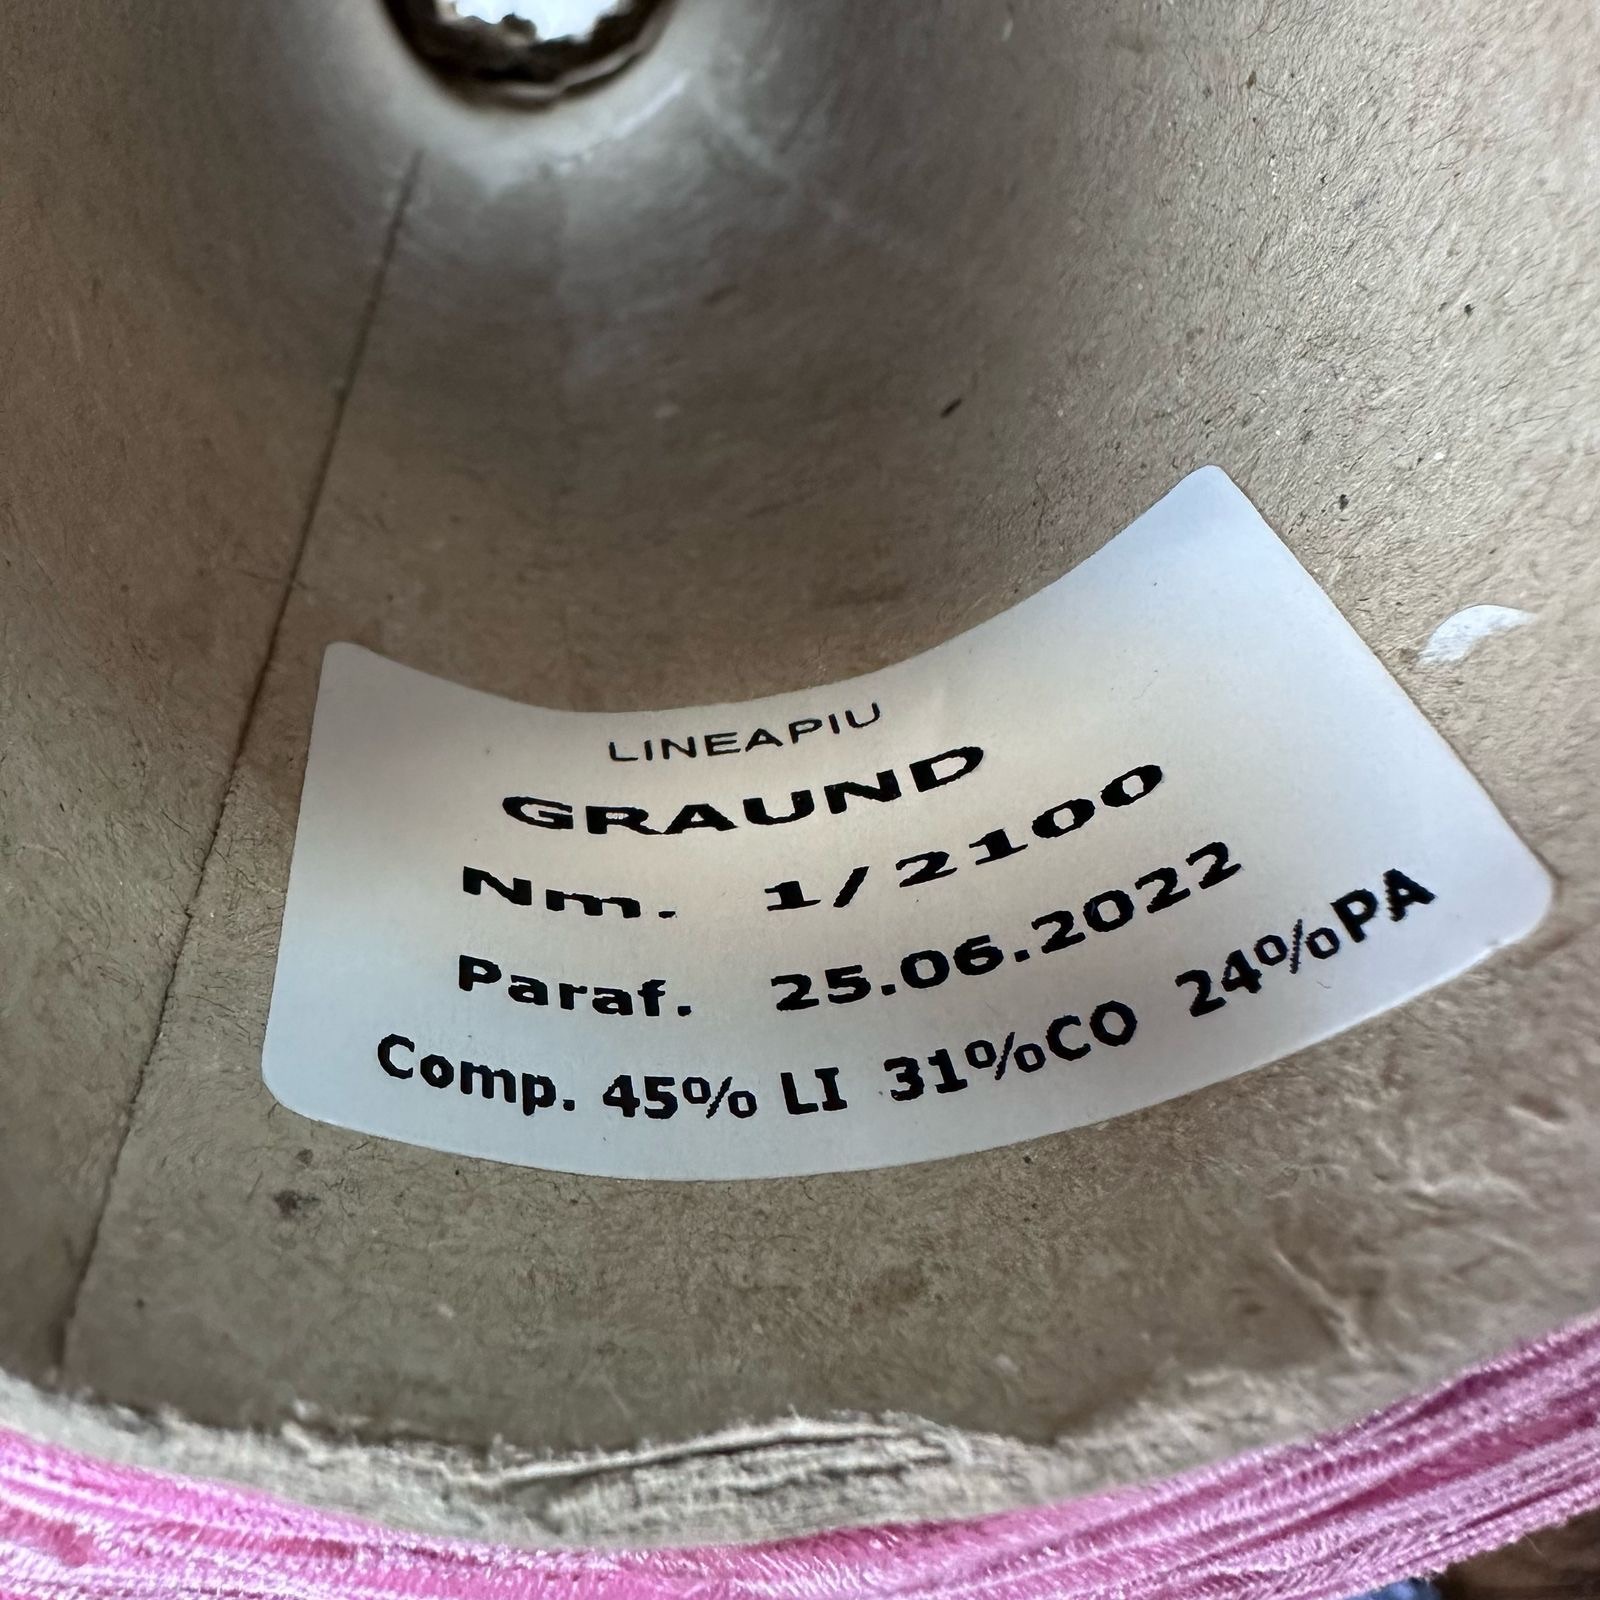 LINEAPIU
GRAUND
Nm. 1/2100
Paraf. 25.06.2022
Comp. 45% LI 31%CO 24%PA